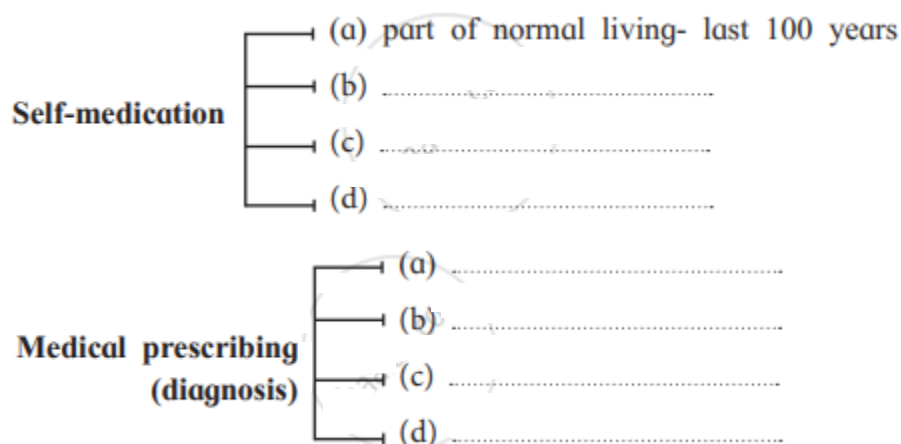 (a) part of normal living- last 100 years
(b) ........................
Self-medication
(c) ........................
(d) ........................
(a) ........................
(b) ........................
Medical prescribing
(diagnosis)
(c) ........................
(d) ........................